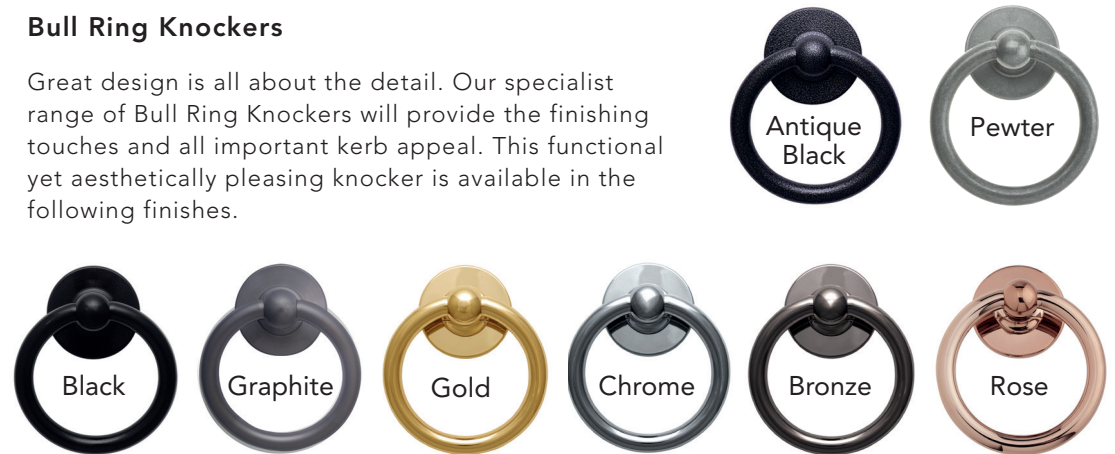 Bull Ring Knockers
Great design is all about the detail. Our specialist
range of Bull Ring Knockers will provide the finishing
touches and all important kerb appeal. This functional
yet aesthetically pleasing knocker is available in the
following finishes.
Antique
Black
Pewter
Black
Graphite
Gold
Chrome
Bronze
Rose